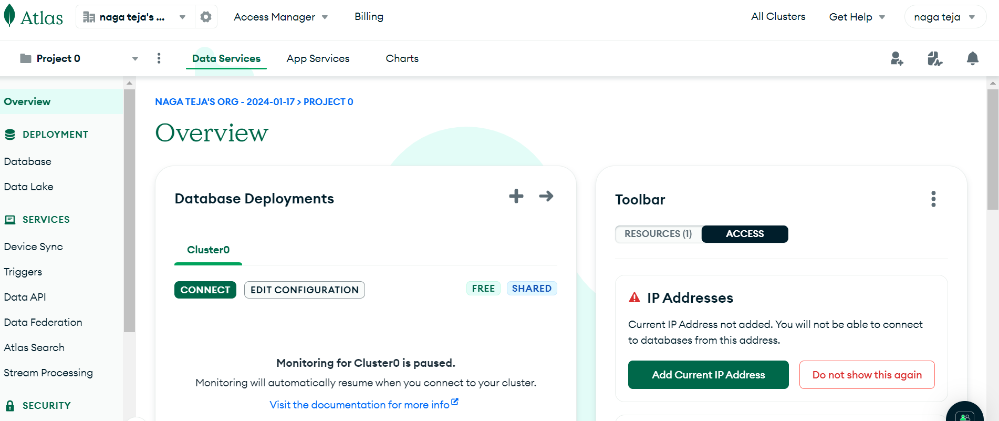 Atlas
naga teja's ...
Access Manager
Billing
All Clusters
Get Help
naga teja
Project 0
Data Services
App Services
Charts
Overview
DEPLOYMENT
Database
Data Lake
SERVICES
Device Sync
Triggers
Data API
Data Federation
Atlas Search
Stream Processing
SECURITY
NAGA TEJA'S ORG - 2024-01-17 > PROJECT 0
Overview
Database Deployments
Cluster0
CONNECT
EDIT CONFIGURATION
FREE
SHARED
Monitoring for Cluster0 is paused.
Monitoring will automatically resume when you connect to your cluster.
Visit the documentation for more info
Toolbar
RESOURCES (1)
ACCESS
IP Addresses
Current IP Address not added. You will not be able to connect
to databases from this address.
Add Current IP Address
Do not show this again